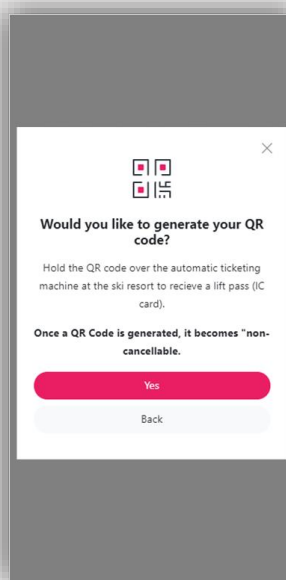 Would you like to generate your QR
code?
Hold the QR code over the automatic ticketing
machine at the ski resort to recieve a lift pass (IC
card).
Once a QR Code is generated, it becomes "non-
cancellable.
Yes
Back